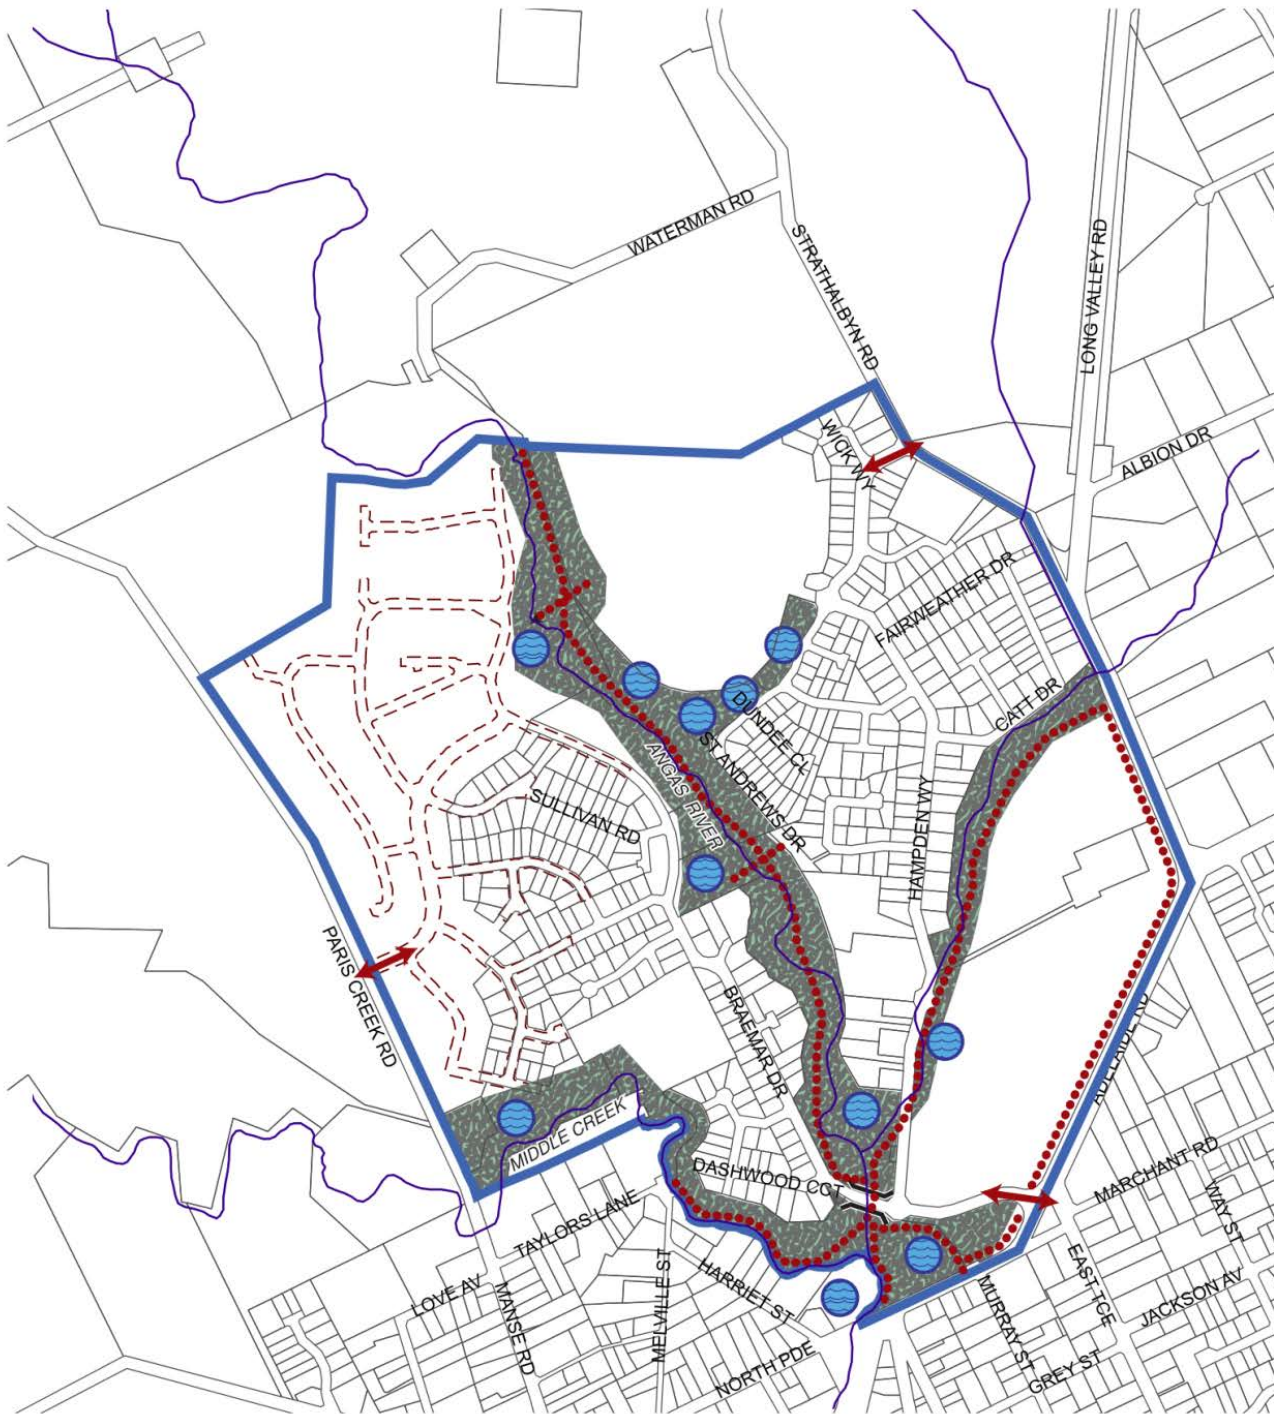 WATERMAN RD
STRATHALBYN RD
LONG VALLEY RD
WICK WY
ALBION DR
FAIRWEATHER DR
CATT DR
DUNDEE CL
ST ANDREWS DR
ANGAS RIVER
SULLIVAN RD
HAMPDEN WY
PARIS CREEK RD
BRAEMAR DR
ADELAIDE RD
MIDDLE CREEK
DASHWOOD CCT
MARCHANT RD
WAY ST
TAYLORS LANE
LOVE AV
MANSE RD
MELVILLE ST
HARRIET ST
NORTH PDE
MURRAY ST
EAST TCE
JACKSON AV
GREY ST